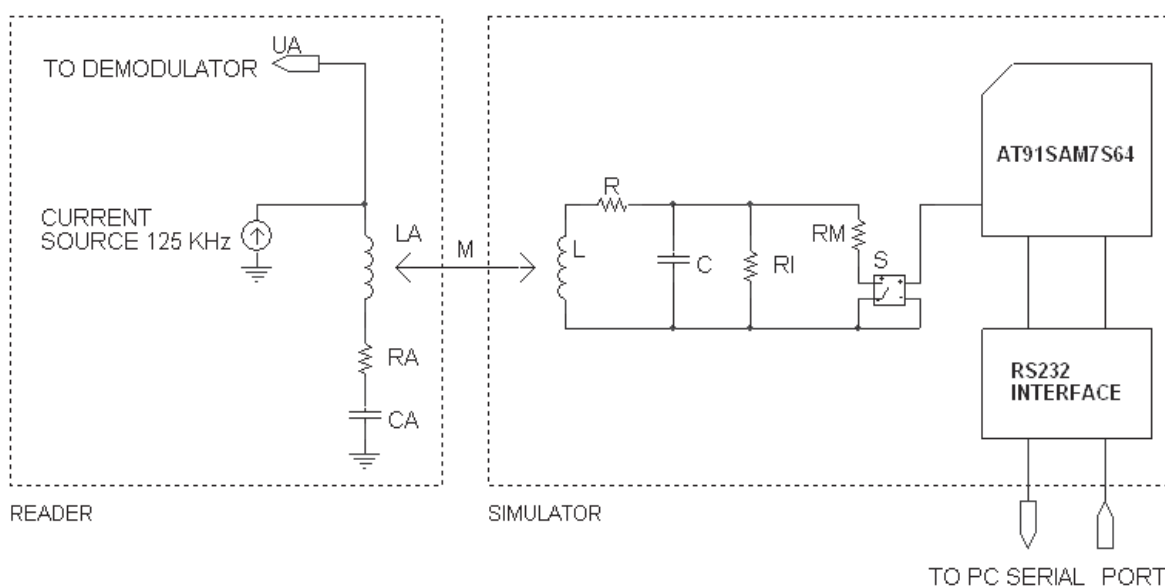 UA
TO DEMODULATOR
CURRENT
SOURCE 125 KHz
LA
RA
CA
M
READER
L
R
C
RI
RM
S
AT91SAM7S64
RS232
INTERFACE
SIMULATOR
TO PC SERIAL PORT